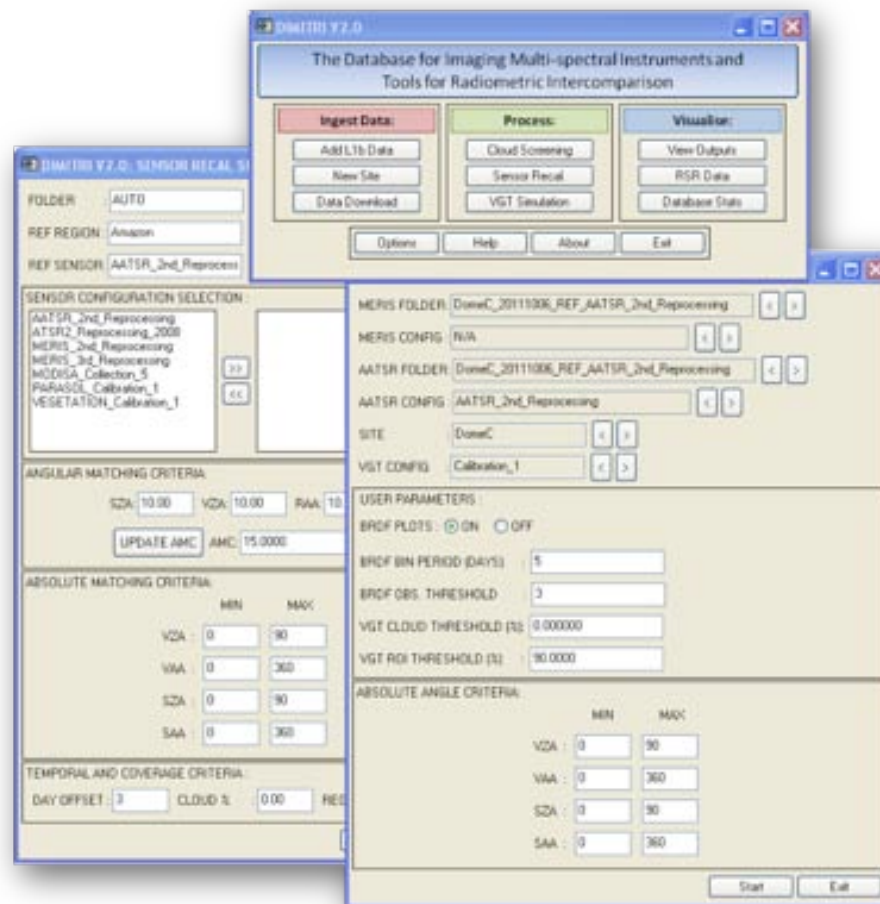 DIMITRI V2.0
The Database for Imaging Multi-spectral Instruments and
Tools for Radiometric Intercomparison
Ingest Data: Process: Visualise:
Add L1b Data Cloud Screening View Outputs
New Site Sensor Recal RSR Data
Data Download VGT Simulation Database Stats
Options Help About Exit
DIMITRI V2.0: SENSOR RECAL S
FOLDER : AUTO
REF REGION : Amazon
REF SENSOR : AATSR_2nd_Reprocess
SENSOR CONFIGURATION SELECTION
AATSR_2nd_Reprocessing
ATSR2_Reprocessing_2008
MERIS_2nd_Reprocessing
MERIS_3rd_Reprocessing
MODISA_Collection_5
PARASOL_Calibration_1
VEGETATION_Calibration_1
>>
<<
ANGULAR MATCHING CRITERIA:
SZA: 10.00 VZA: 10.00 RAA: 10
UPDATE AMC AMC: 15.0000
ABSOLUTE MATCHING CRITERIA:
MIN MAX
VZA : 0 90
VAA : 0 360
SZA : 0 90
SAA : 0 360
TEMPORAL AND COVERAGE CRITERIA :
DAY OFFSET : 3 CLOUD % : 0.00
MERIS FOLDER : DomeC_20111006_REF_AATSR_2nd_Reprocessing < >
MERIS CONFIG : N/A < >
AATSR FOLDER : DomeC_20111006_REF_AATSR_2nd_Reprocessing < >
AATSR CONFIG : AATSR_2nd_Reprocessing < >
SITE : DomeC < >
VGT CONFIG : Calibration_1 < >
USER PARAMETERS :
BRDF PLOTS : ON OFF
BRDF BIN PERIOD (DAYS) : 5
BRDF OBS. THRESHOLD : 3
VGT CLOUD THRESHOLD (%): 0.000000
VGT ROI THRESHOLD (%) : 90.0000
ABSOLUTE ANGLE CRITERIA:
MIN MAX
VZA : 0 90
VAA : 0 360
SZA : 0 90
SAA : 0 360
Start Exit